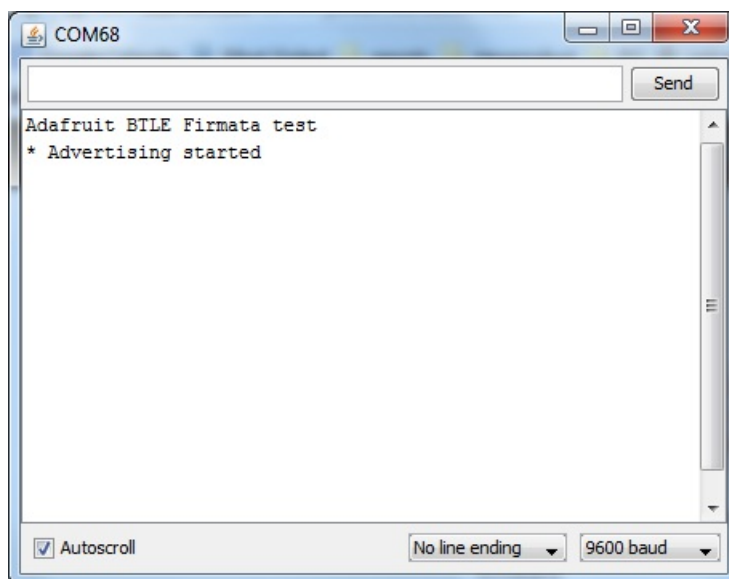 COM68
Send
Adafruit BTLE Firmata test
* Advertising started
Autoscroll
No line ending
9600 baud